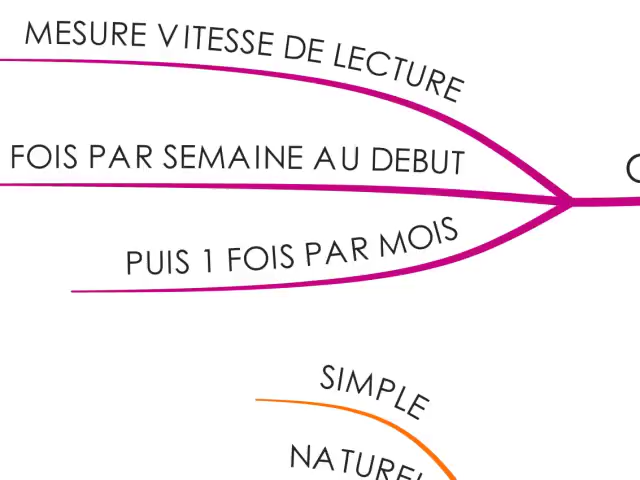 MESURE VITESSE DE LECTURE
FOIS PAR SEMAINE AU DEBUT
PUIS 1 FOIS PAR MOIS
SIMPLE